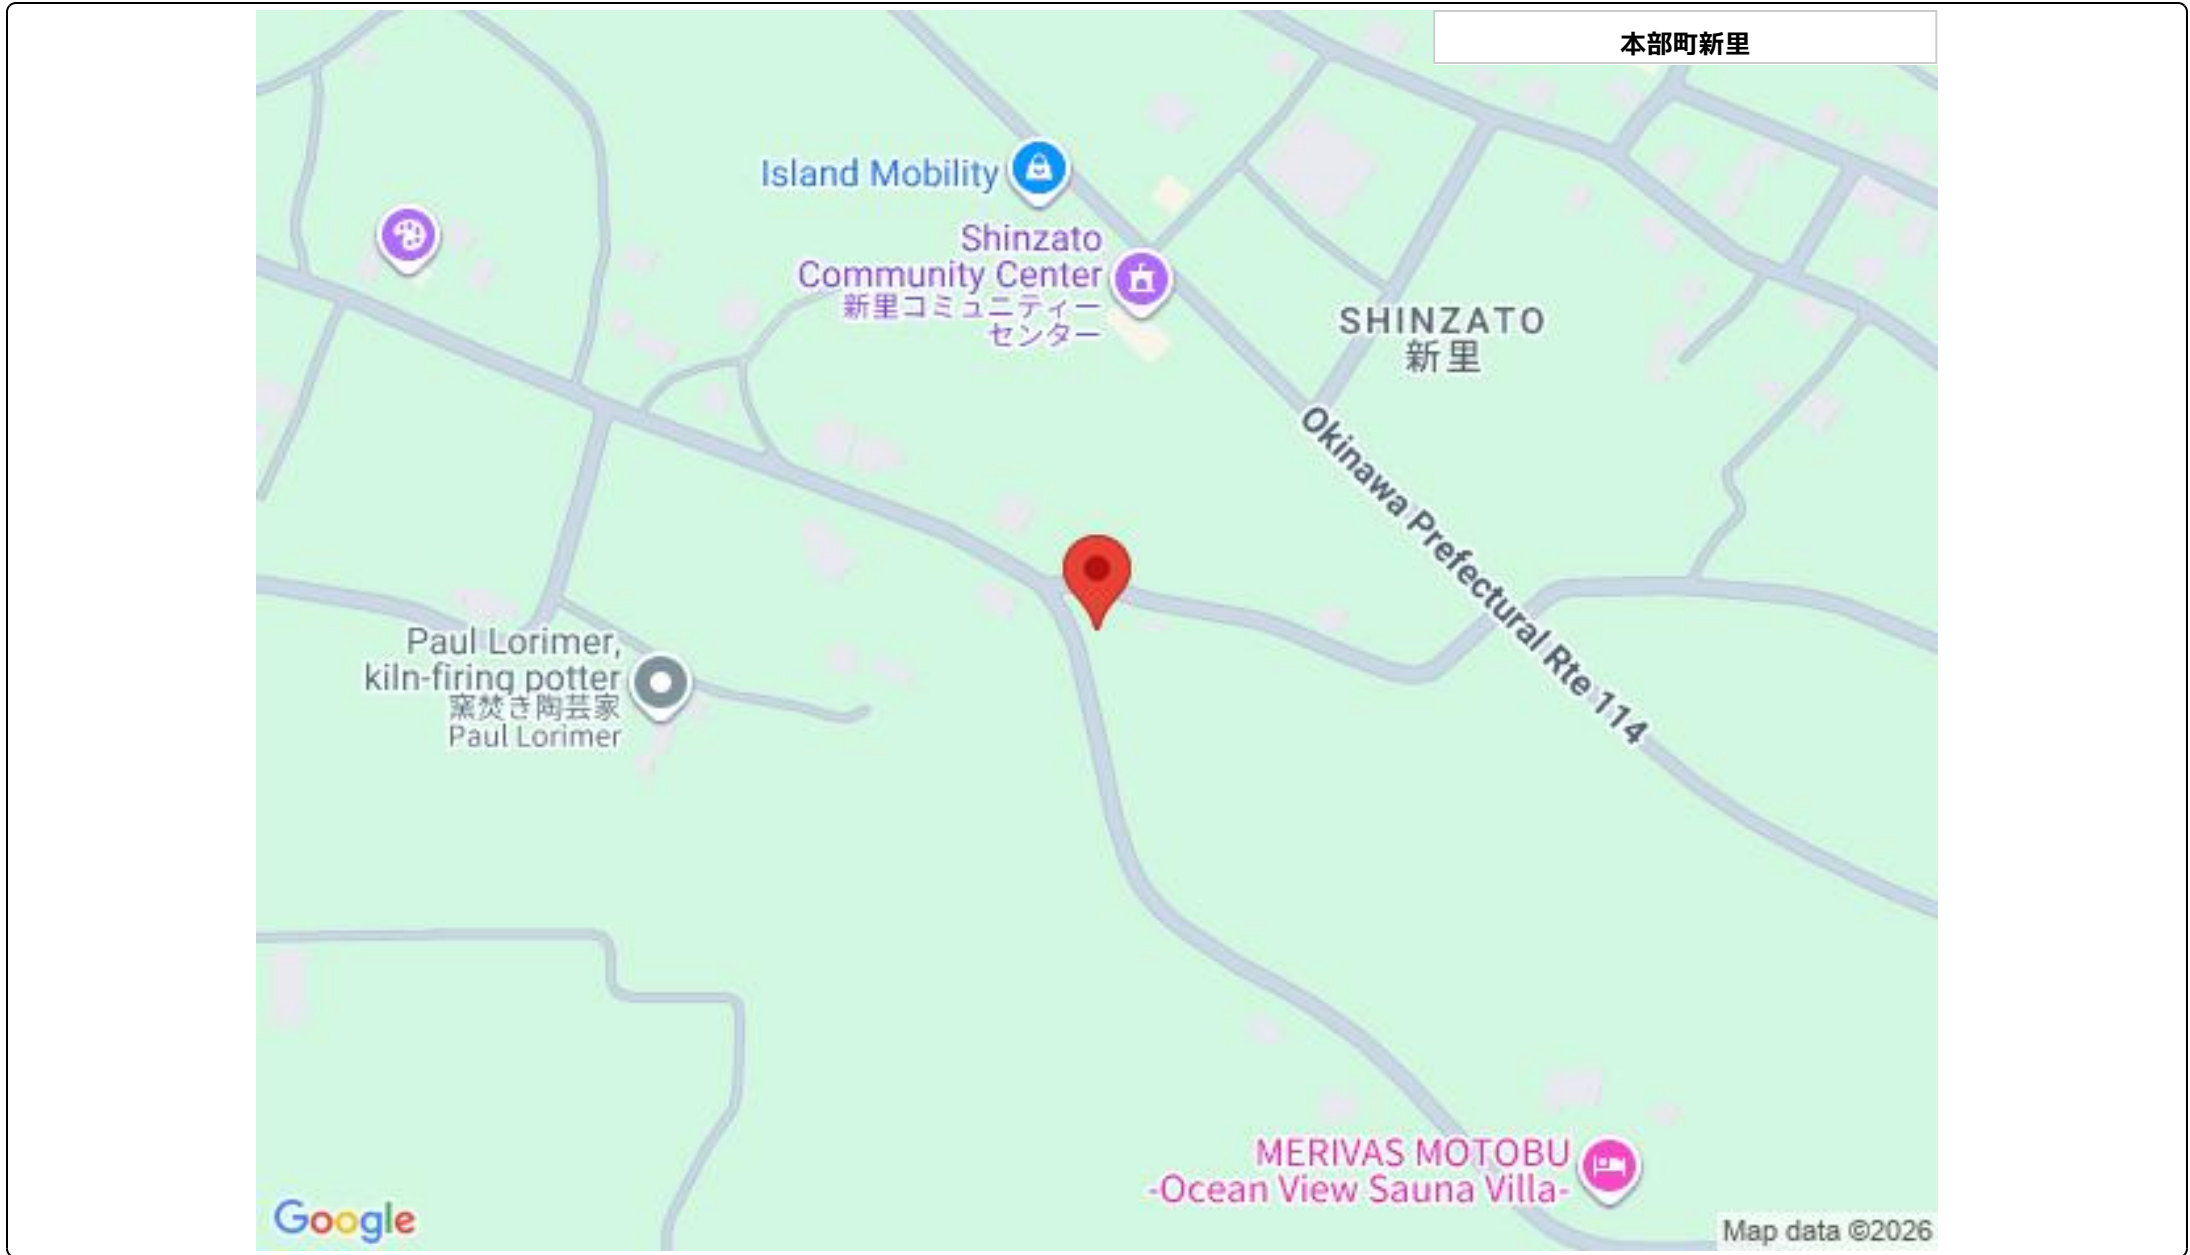 本部町新里
Island Mobility
Shinzato
Community Center
新里コミュニティー
センター
SHINZATO
新里
Okinawa Prefectural Rte 114
Paul Lorimer,
kiln-firing potter
窯焚き陶芸家
Paul Lorimer
MERIVAS MOTOBU
-Ocean View Sauna Villa-
Google
Map data ©2026